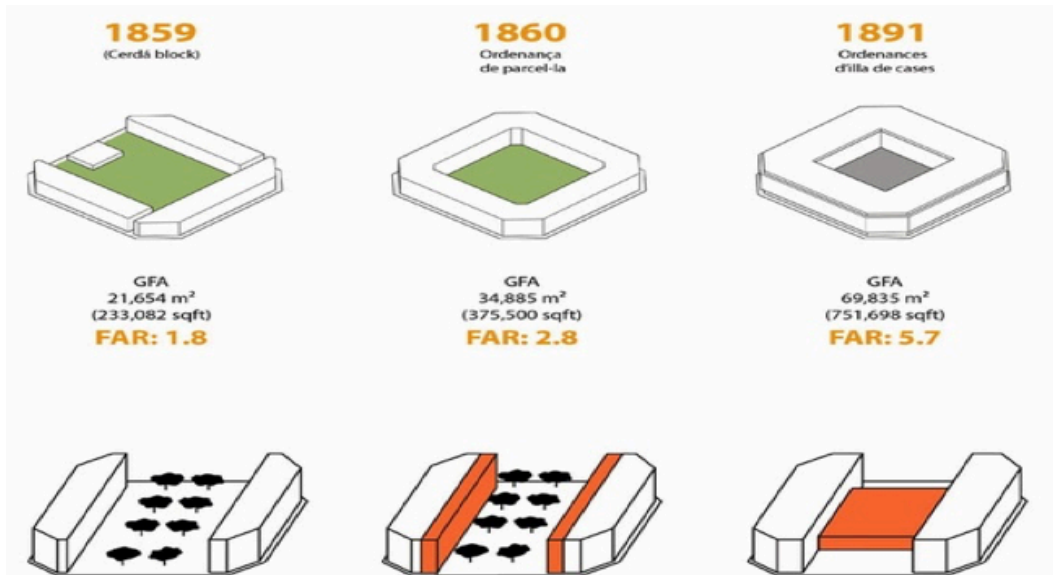 1859
(Cerdá block)
1860
Ordenança
de parcel·la
1891
Ordenances
d'illa de cases
GFA
21,654 m²
(233,082 sqft)
FAR: 1.8
GFA
34,885 m²
(375,500 sqft)
FAR: 2.8
GFA
69,835 m²
(751,698 sqft)
FAR: 5.7